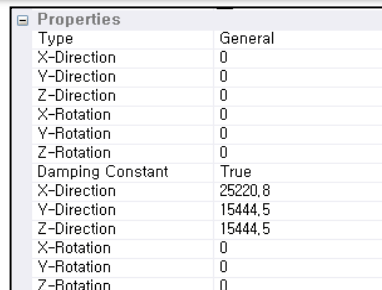 Properties
Type General
X-Direction 0
Y-Direction 0
Z-Direction 0
X-Rotation 0
Y-Rotation 0
Z-Rotation 0
Damping Constant True
X-Direction 25220,8
Y-Direction 15444,5
Z-Direction 15444,5
X-Rotation 0
Y-Rotation 0
Z-Rotation 0